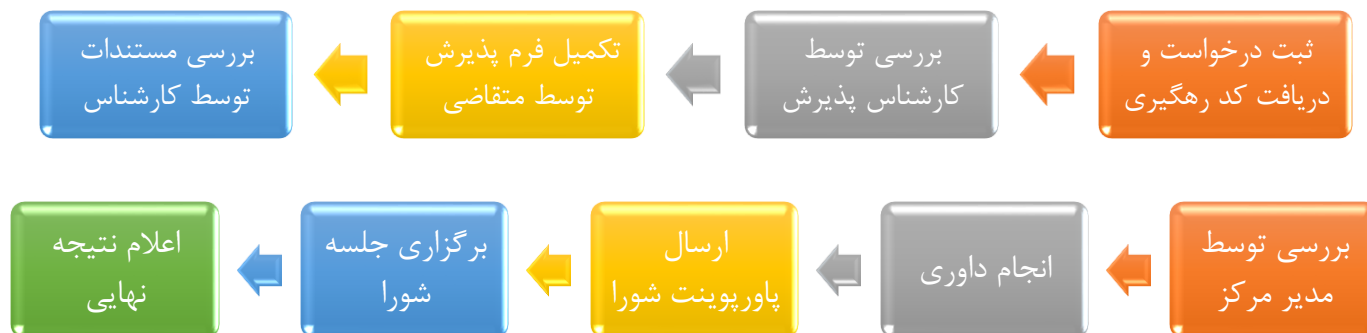 ثبت درخواست و
دریافت کد رهگیری
بررسی توسط
کارشناس پذیرش
تکمیل فرم پذیرش
توسط متقاضی
بررسی مستندات
توسط کارشناس
بررسی توسط
مدیر مرکز
انجام داوری
ارسال
پاورپوینت شورا
برگزاری جلسه
شورا
اعلام نتیجه
نهایی